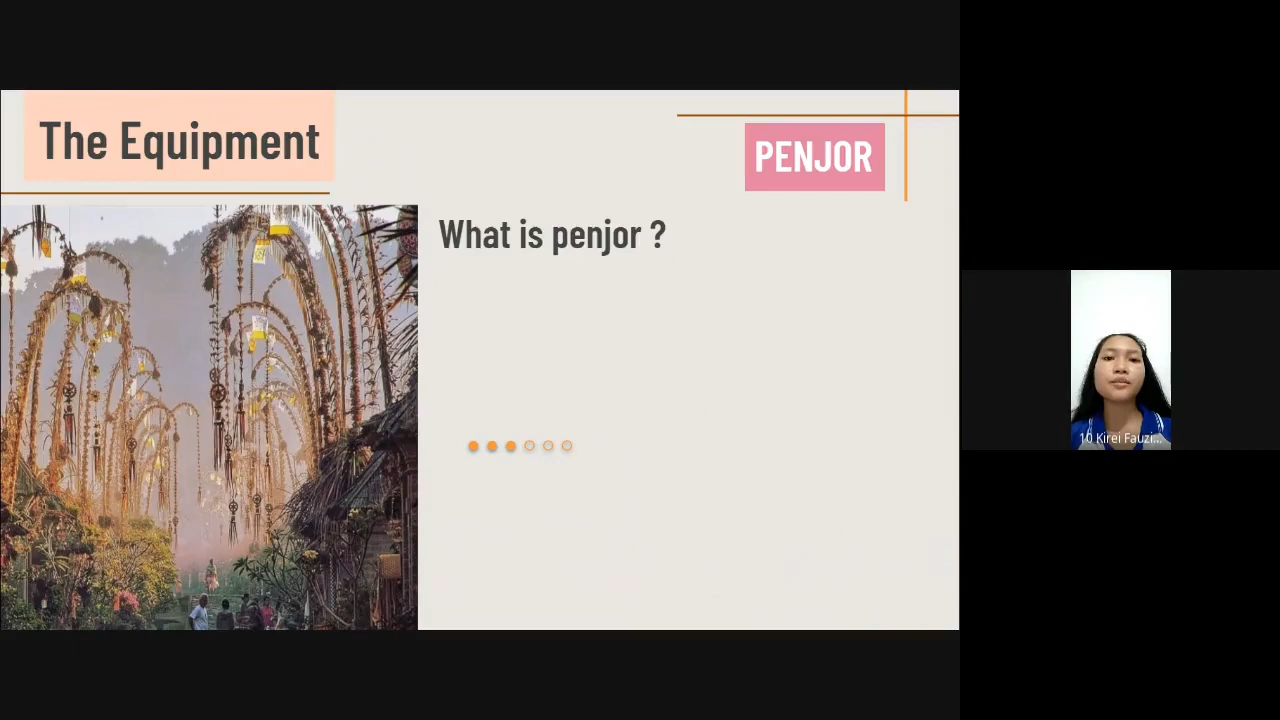 The Equipment
PENJOR
What is penjor ?
10 Kirei Fauzi...